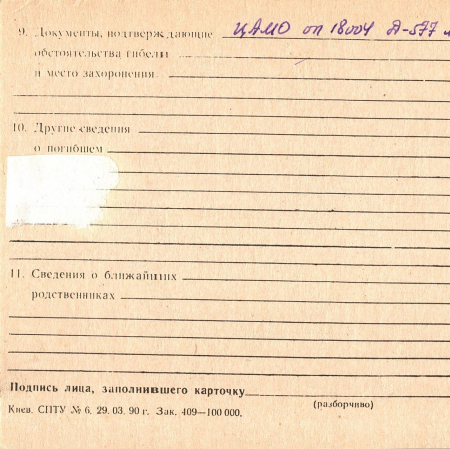 9. Документы, подтверждающие ЦАМО оп 18004 Д-577
обстоятельства гибели
и место захоронения
10. Другие сведения
о погибшем
11. Сведения о ближайших
родственниках
Подпись лица, заполнившего карточку
(разборчиво)
Киев. СПТУ № 6. 29. 03. 90 г. Зак. 409—100 000.